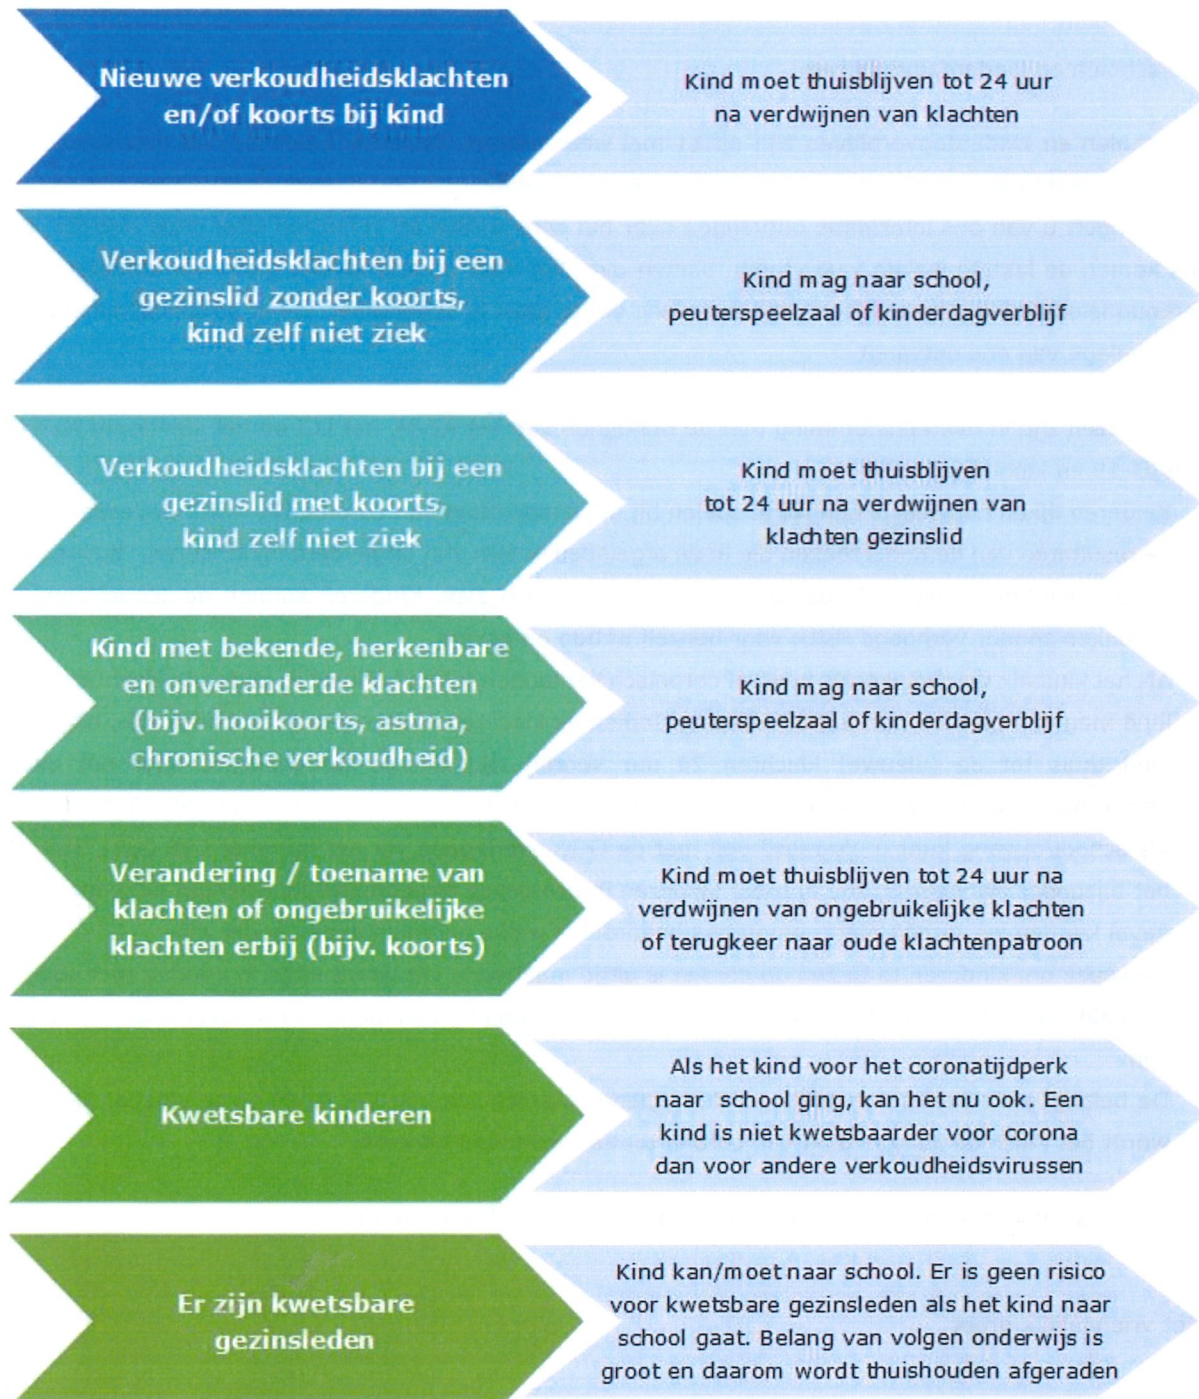 Nieuwe verkoudheidsklachten
en/of koorts bij kind
Kind moet thuisblijven tot 24 uur
na verdwijnen van klachten
Verkoudheidsklachten bij een
gezinslid zonder koorts,
kind zelf niet ziek
Kind mag naar school,
peuterspeelzaal of kinderdagverblijf
Verkoudheidsklachten bij een
gezinslid met koorts,
kind zelf niet ziek
Kind moet thuisblijven
tot 24 uur na verdwijnen van
klachten gezinslid
Kind met bekende, herkenbare
en onveranderde klachten
(bijv. hooikoorts, astma,
chronische verkoudheid)
Kind mag naar school,
peuterspeelzaal of kinderdagverblijf
Verandering / toename van
klachten of ongebruikelijke
klachten erbij (bijv. koorts)
Kind moet thuisblijven tot 24 uur na
verdwijnen van ongebruikelijke klachten
of terugkeer naar oude klachtenpatroon
Kwetsbare kinderen
Als het kind voor het coronatijdperk
naar school ging, kan het nu ook. Een
kind is niet kwetsbaarder voor corona
dan voor andere verkoudheidsvirussen
Er zijn kwetsbare
gezinsleden
Kind kan/moet naar school. Er is geen risico
voor kwetsbare gezinsleden als het kind naar
school gaat. Belang van volgen onderwijs is
groot en daarom wordt thuishouden afgeraden